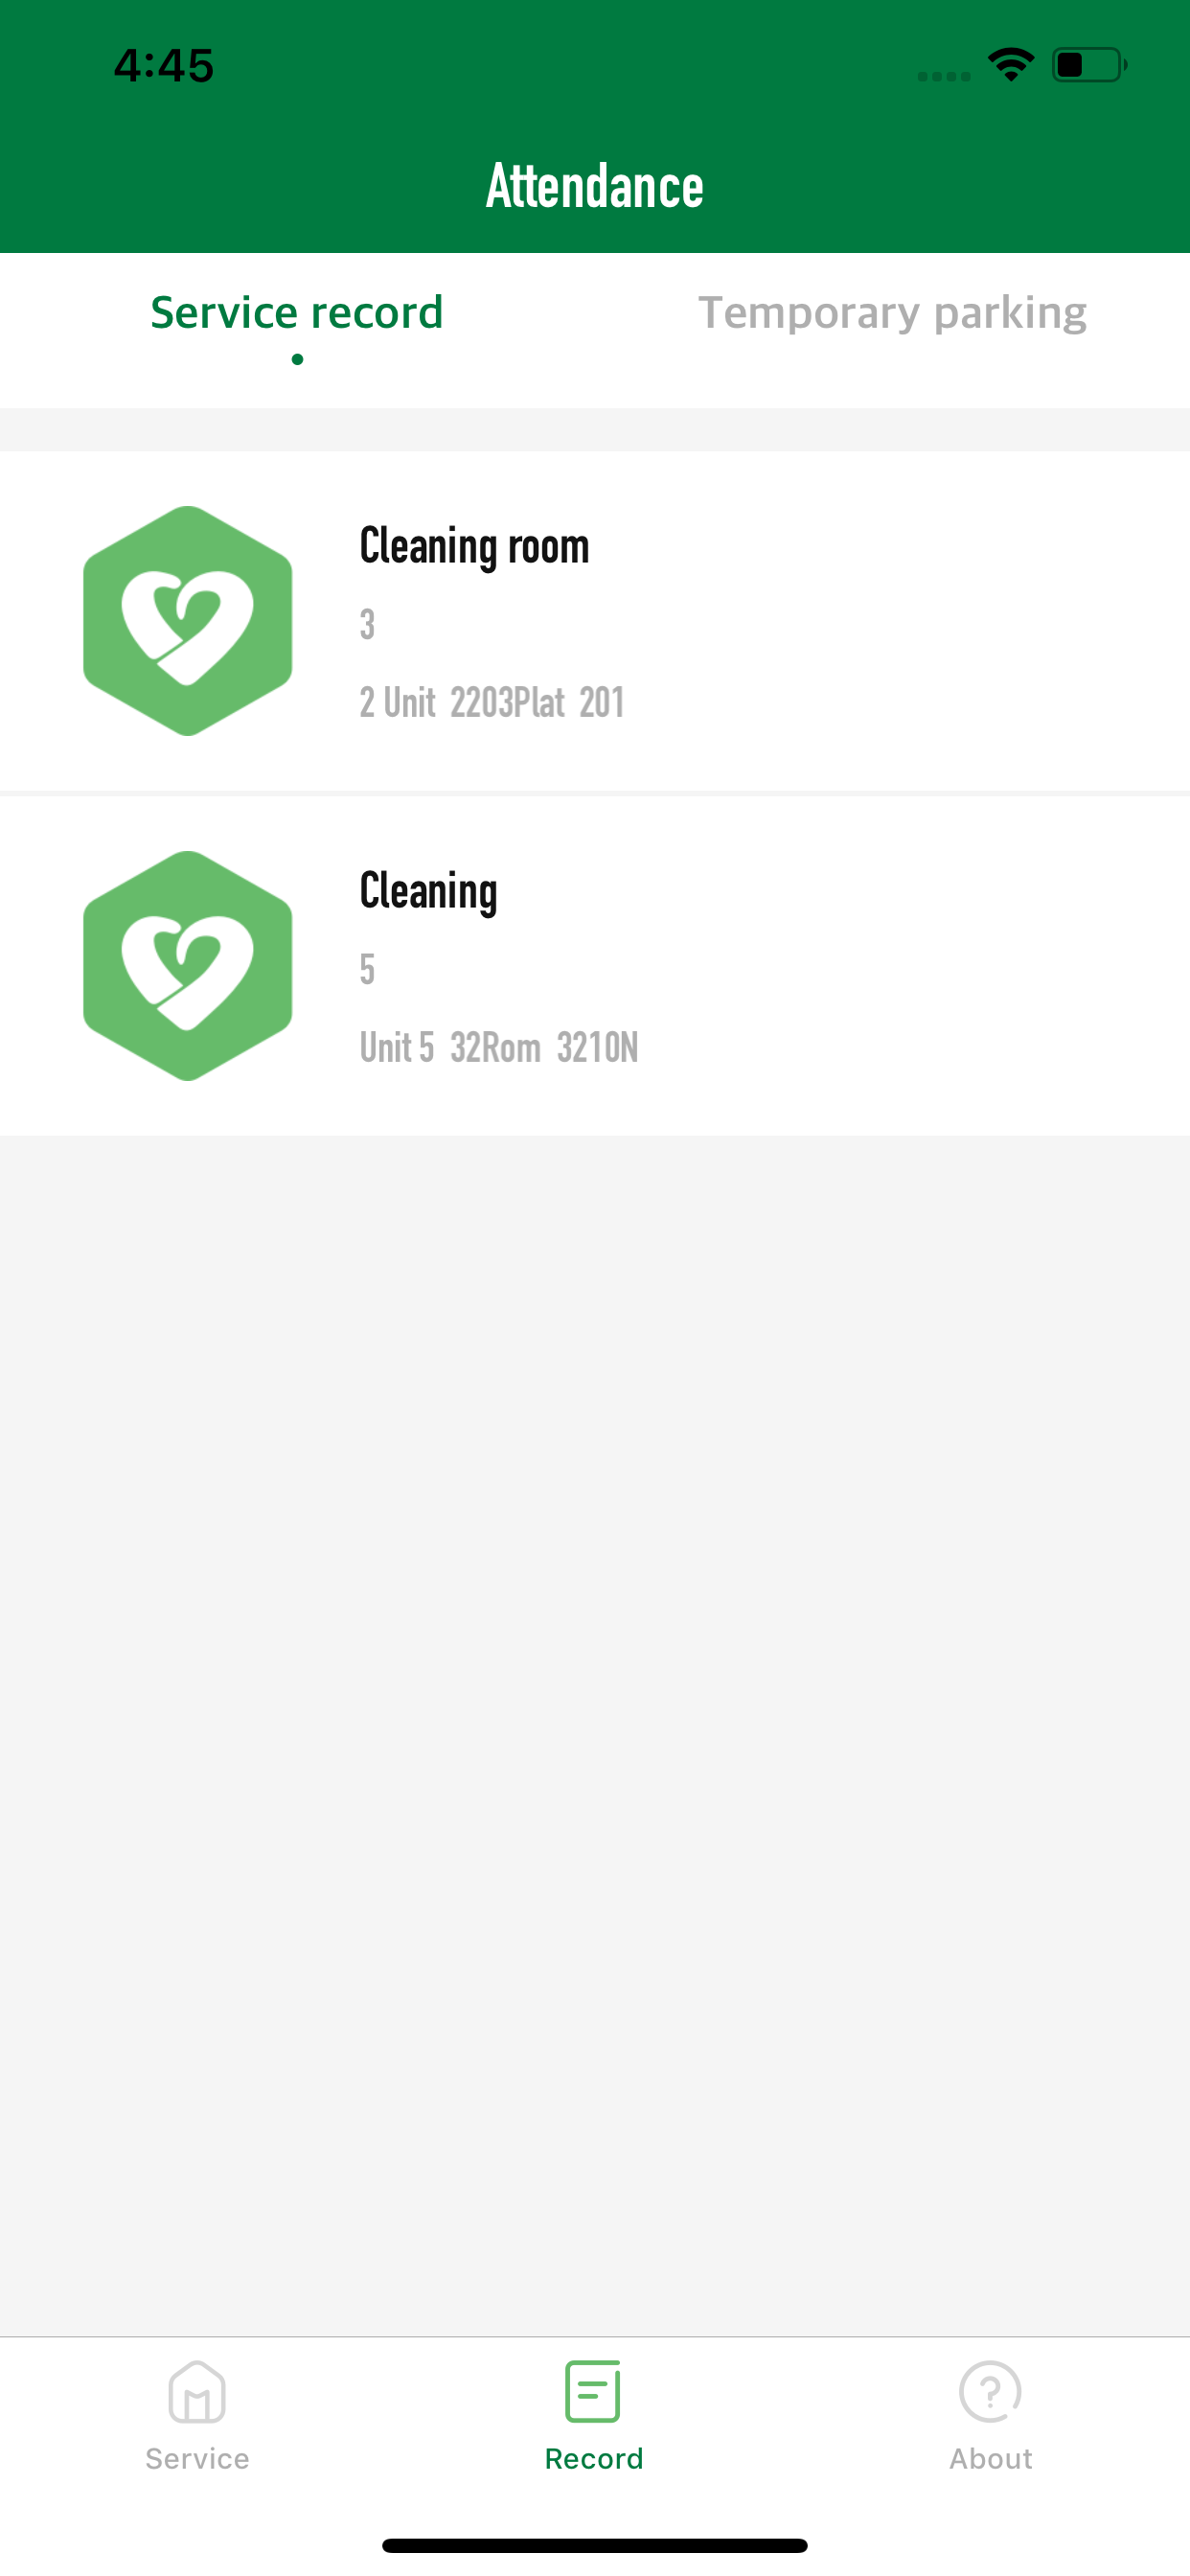 4:45
Attendance
Service record
Temporary parking
Cleaning room
3
2 Unit  2203Plat  201
Cleaning
5
Unit 5  32Rom  3210N
Service
Record
About